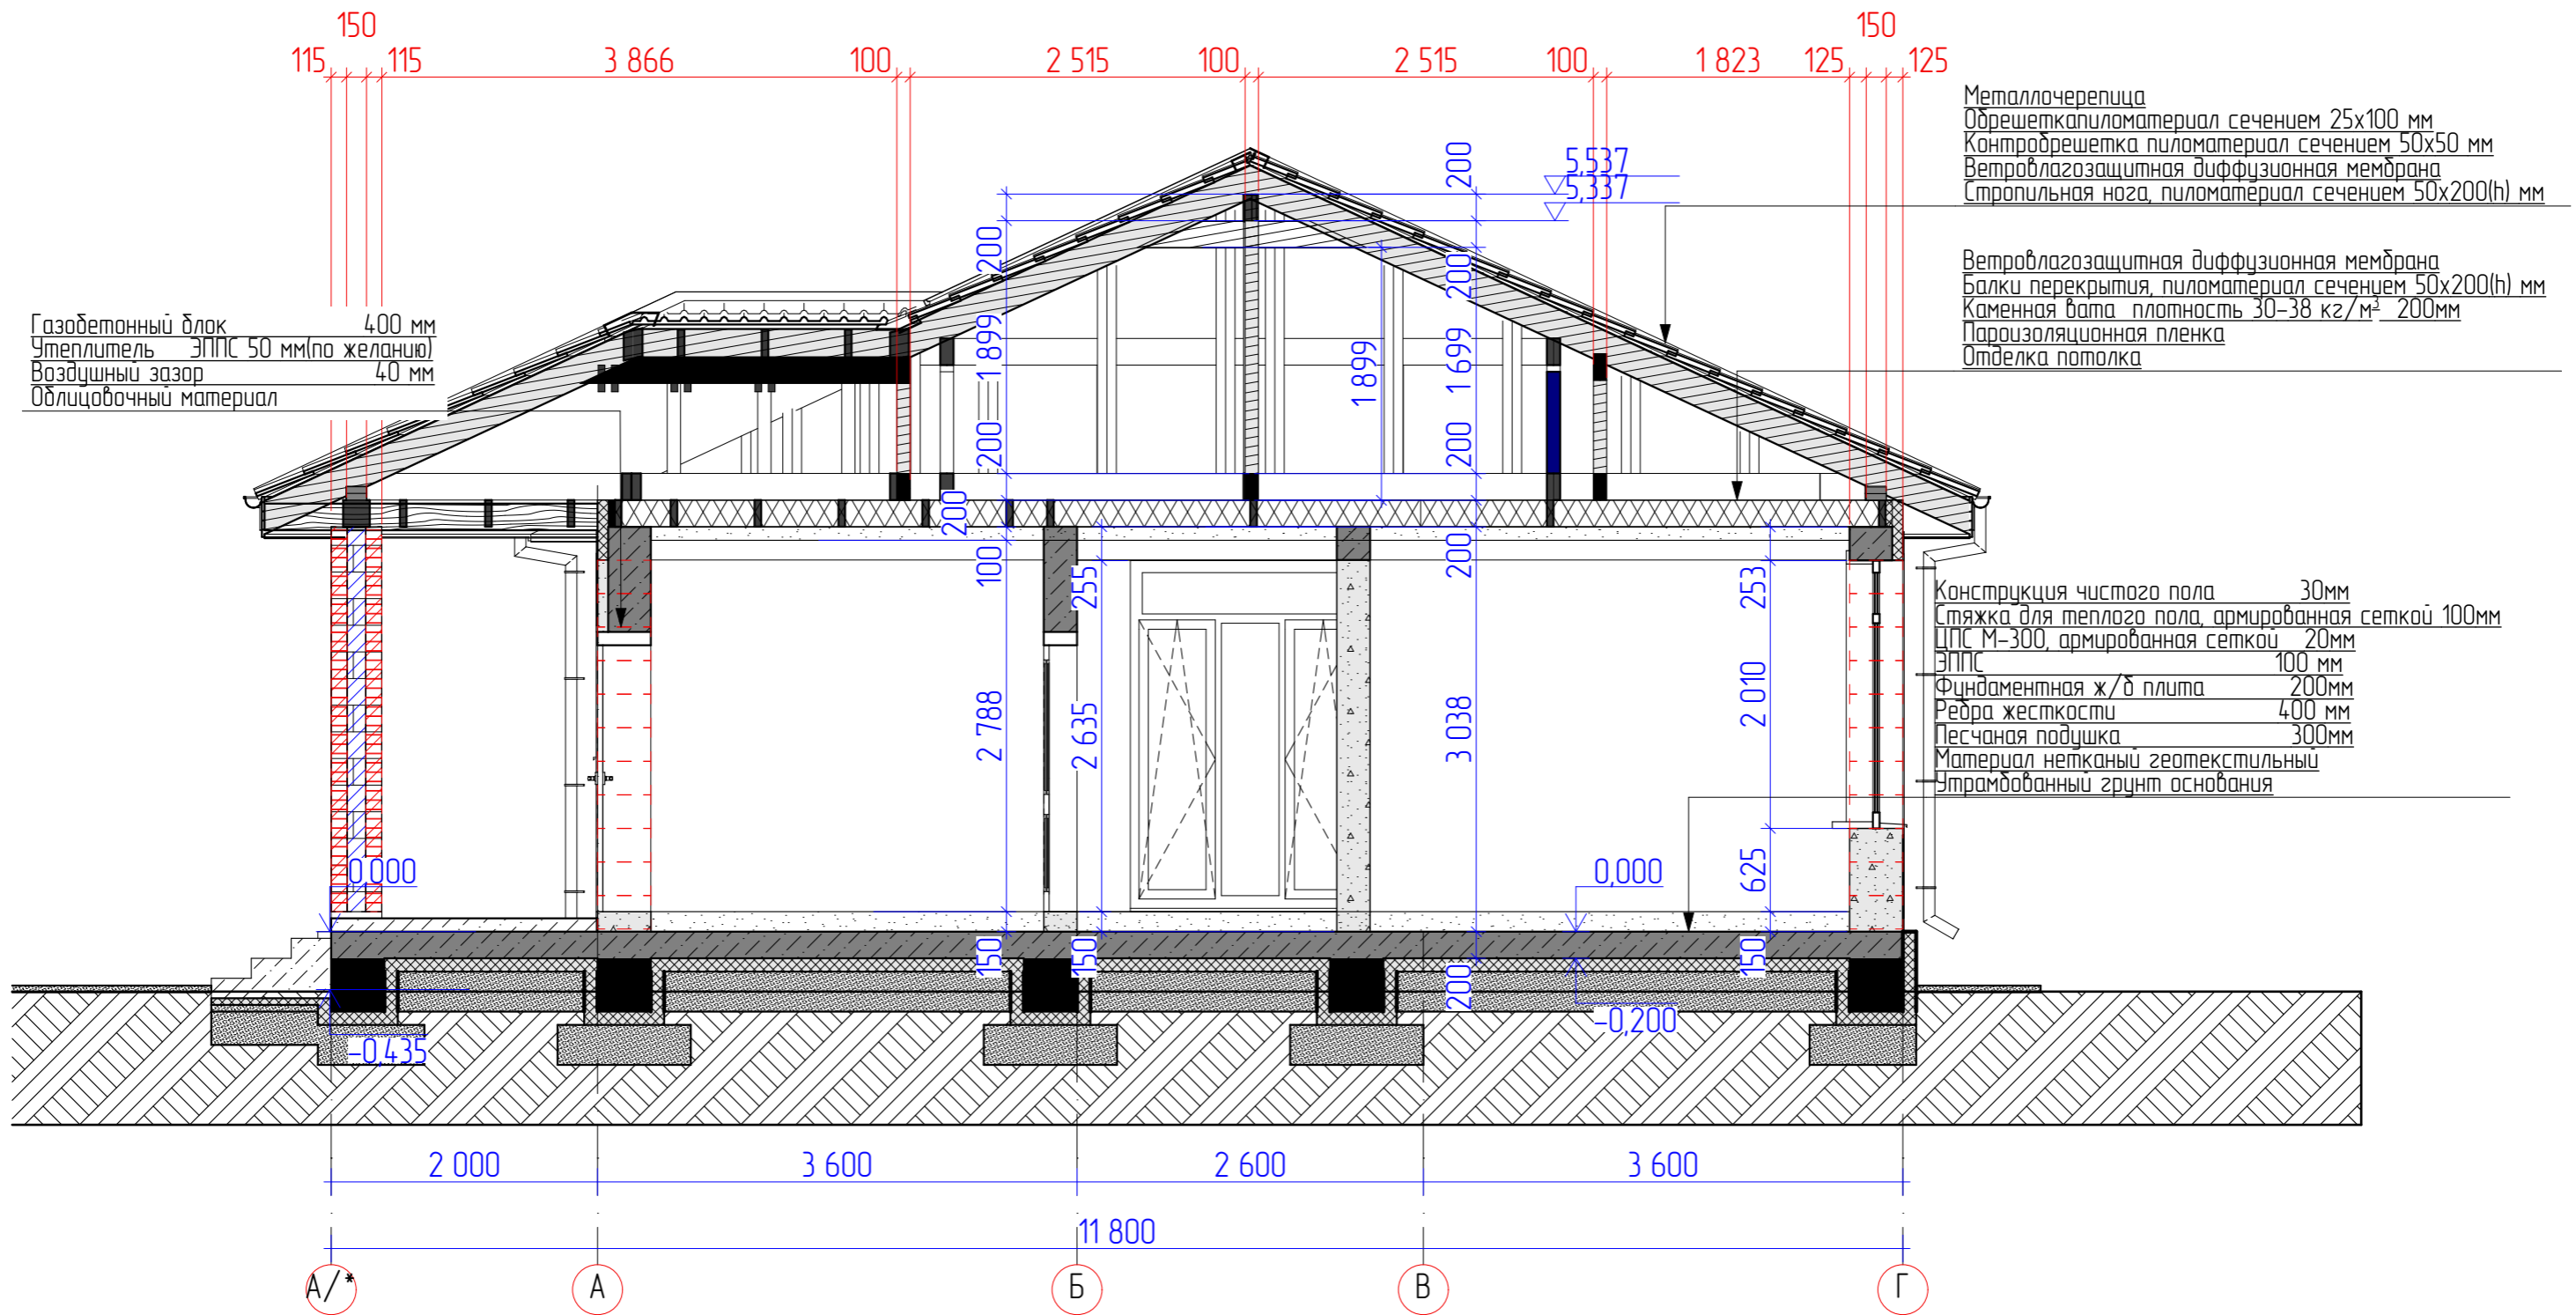 150
150
115
115
3 866
100
2 515
100
2 515
100
1 823
125
125
Металлочерепица
Обрешеткапиломатериал сечением 25х100 мм
Контробрешетка пиломатериал сечением 50х50 мм
Ветровлагозащитная диффузионная мембрана
Стропильная нога, пиломатериал сечением 50х200(h) мм
5,537
5,337
200
200
200
1 899
1 899
1 699
200
200
Ветровлагозащитная диффузионная мембрана
Балки перекрытия, пиломатериал сечением 50х200(h) мм
Каменная вата плотность 30-38 кг/м³ 200мм
Пароизоляционная пленка
Отделка потолка
Газобетонный блок 400 мм
Утеплитель ЭППС 50 мм(по желанию)
Воздушный зазор 40 мм
Облицовочный материал
200
100
255
200
253
2 788
2 635
3 038
2 010
625
Конструкция чистого пола 30мм
Стяжка для теплого пола, армированная сеткой 100мм
ЦПС М-300, армированная сеткой 20мм
ЭППС 100 мм
Фундаментная ж/б плита 200мм
Ребра жесткости 400 мм
Песчаная подушка 300мм
Материал нетканый геотекстильный
Утрамбованный грунт основания
0,000
0,000
150
150
200
150
-0,200
-0,435
2 000
3 600
2 600
3 600
11 800
А/*
А
Б
В
Г